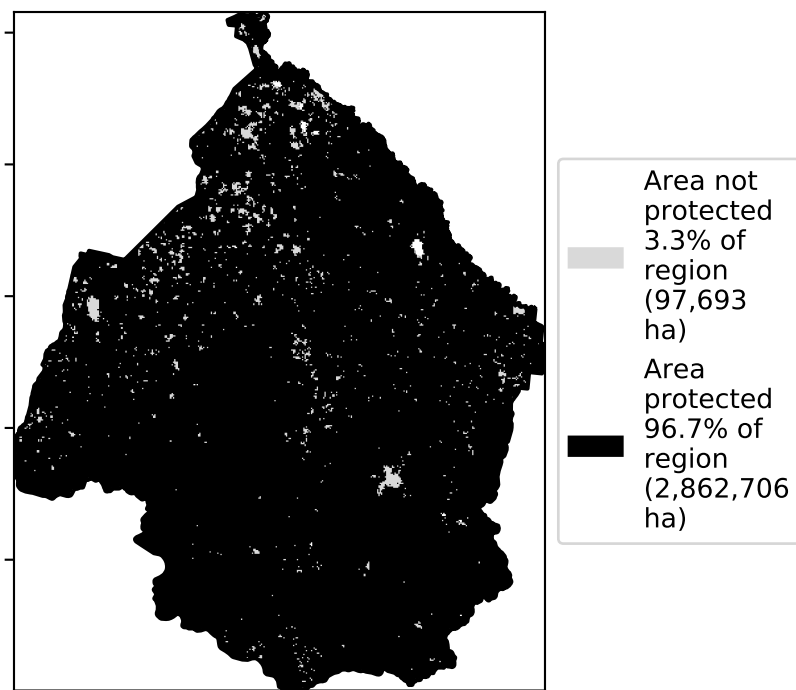 Area not
protected
3.3% of
region
(97,693
ha)
Area
protected
96.7% of
region
(2,862,706
ha)